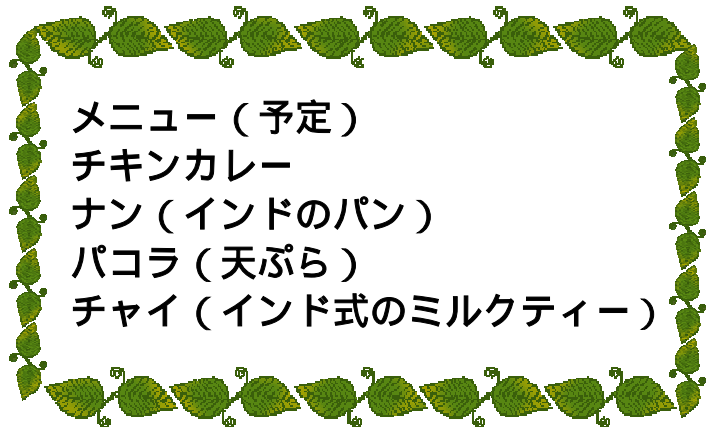 メニュー（予定）
チキンカレー
ナン（インドのパン）
パコラ（天ぷら）
チャイ（インド式のミルクティー）